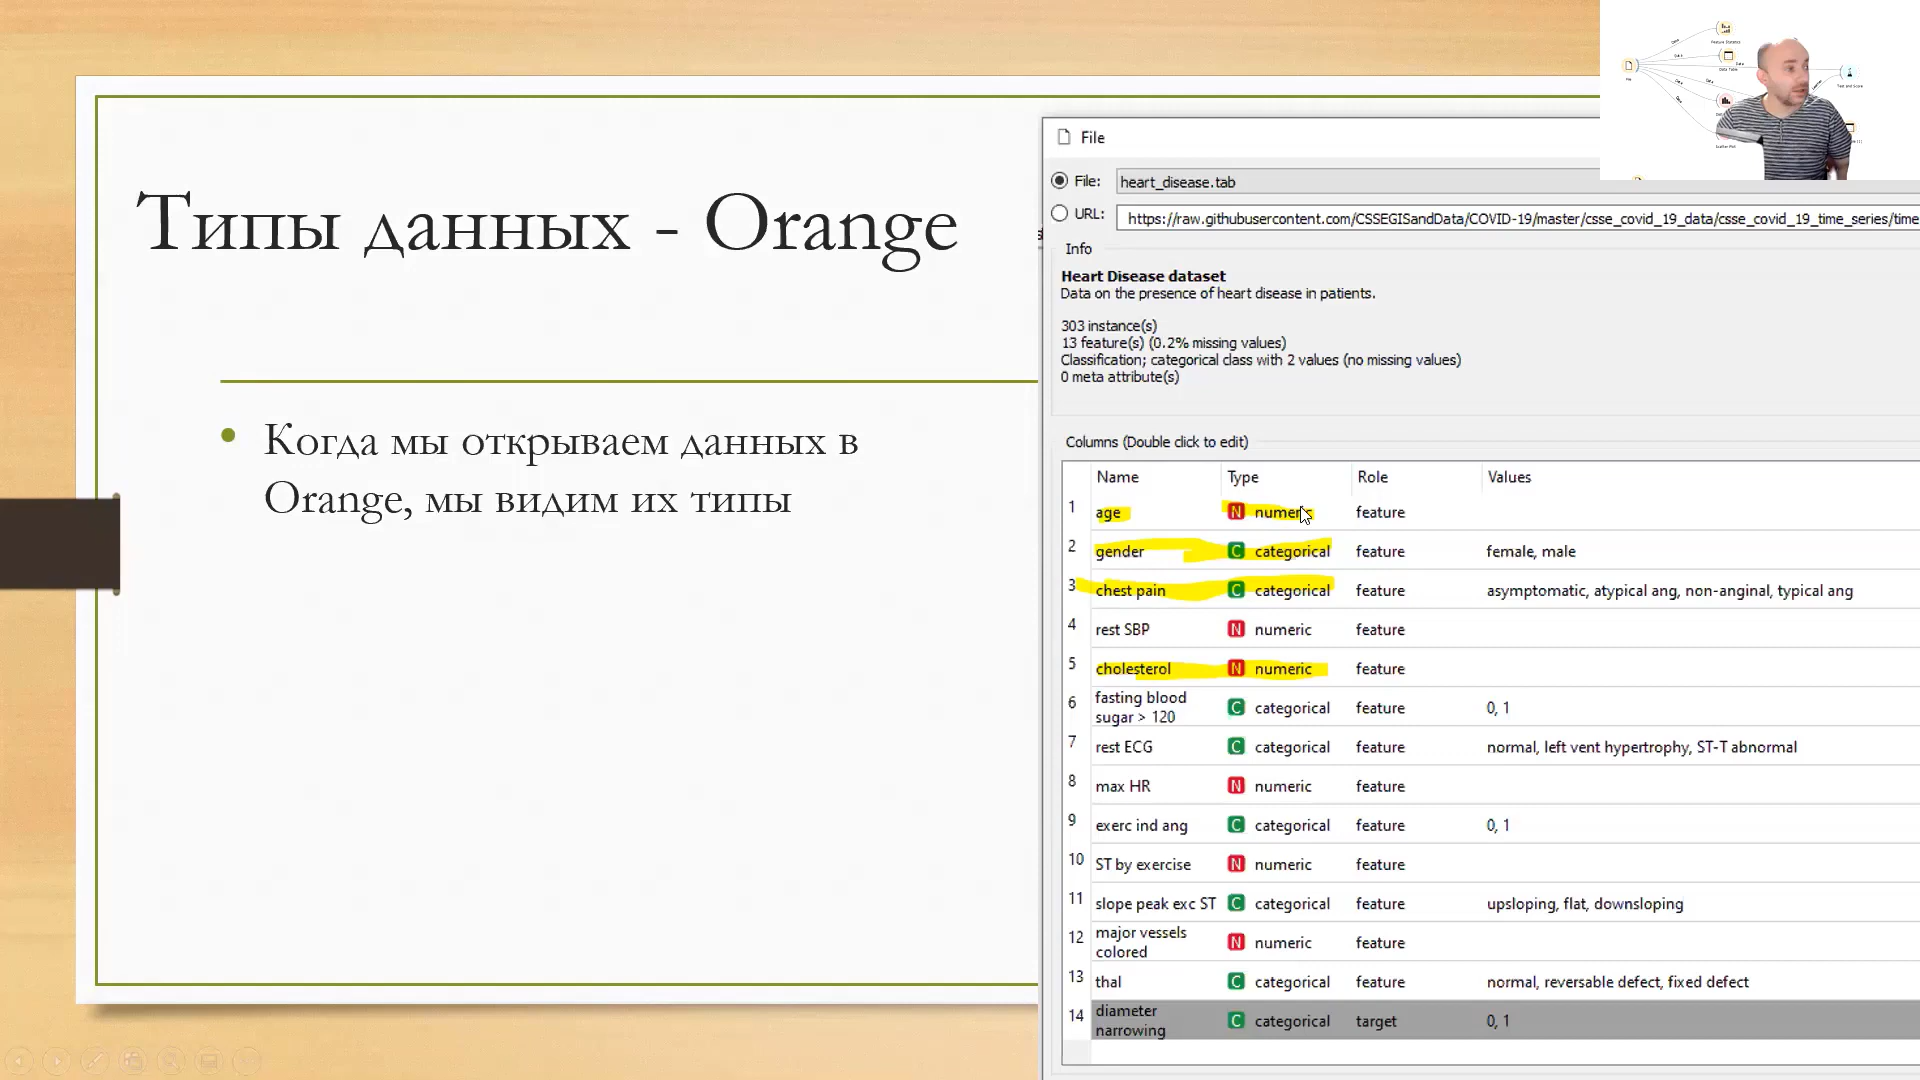 Типы данных - Orange
Когда мы открываем данных в
Orange, мы видим их типы
File
File: heart_disease.tab
URL: https://raw.githubusercontent.com/CSSEGISandData/COVID-19/master/csse_covid_19_data/csse_covid_19_time_series/time
Info
Heart Disease dataset
Data on the presence of heart disease in patients.
303 instance(s)
13 feature(s) (0.2% missing values)
Classification; categorical class with 2 values (no missing values)
0 meta attribute(s)
Columns (Double click to edit)
Name Type Role Values
1 age N numeric feature
2 gender C categorical feature female, male
3 chest pain C categorical feature asymptomatic, atypical ang, non-anginal, typical ang
4 rest SBP N numeric feature
5 cholesterol N numeric feature
6 fasting blood
sugar > 120 C categorical feature 0, 1
7 rest ECG C categorical feature normal, left vent hypertrophy, ST-T abnormal
8 max HR N numeric feature
9 exerc ind ang C categorical feature 0, 1
10 ST by exercise N numeric feature
11 slope peak exc ST C categorical feature upsloping, flat, downsloping
12 major vessels
colored N numeric feature
13 thal C categorical feature normal, reversable defect, fixed defect
14 diameter
narrowing C categorical target 0, 1
Feature Statistics
Data Table
Test and Score
Scatter Plot